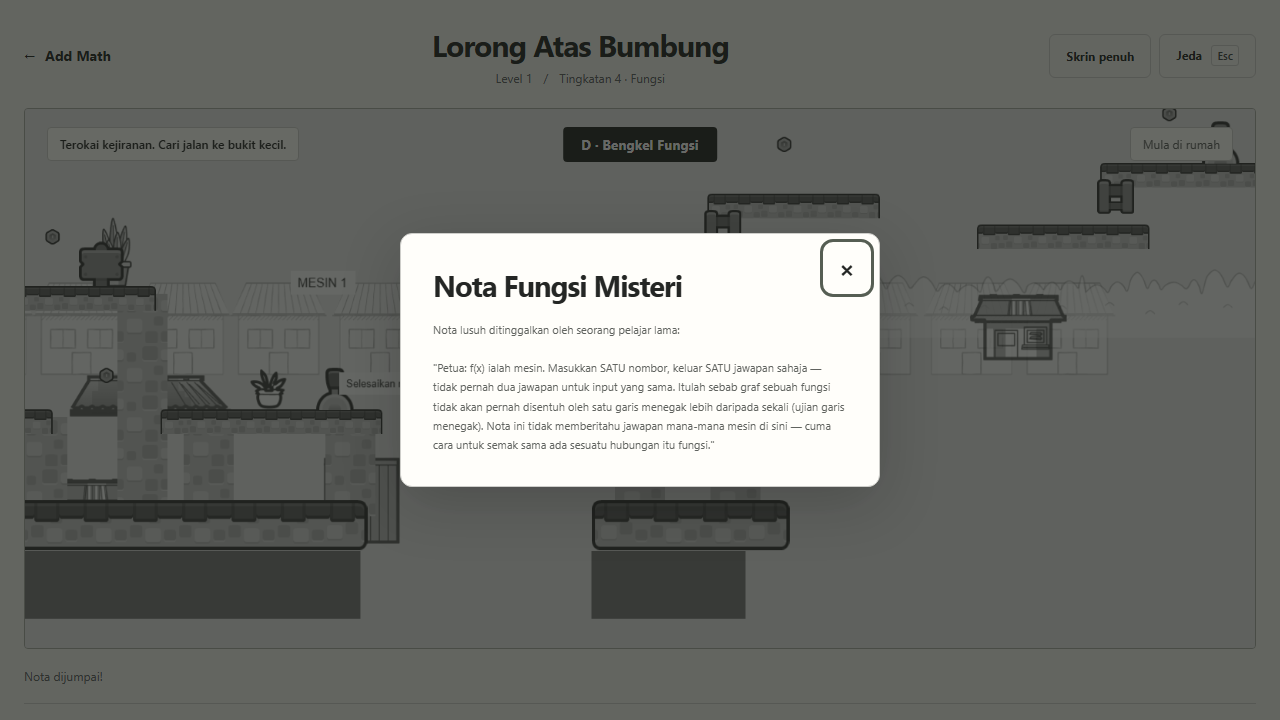 ← Add Math
Lorong Atas Bumbung
Level 1 / Tingkatan 4 · Fungsi
Skrin penuh
Jeda Esc
Terokai kejiranan. Cari jalan ke bukit kecil.
D · Bengkel Fungsi
Mula di rumah
MESIN 1
Selesaikan
Nota Fungsi Misteri
×
Nota lusuh ditinggalkan oleh seorang pelajar lama:
"Petua: f(x) ialah mesin. Masukkan SATU nombor, keluar SATU jawapan sahaja —
tidak pernah dua jawapan untuk input yang sama. Itulah sebab graf sebuah fungsi
tidak akan pernah disentuh oleh satu garis menegak lebih daripada sekali (ujian garis
menegak). Nota ini tidak memberitahu jawapan mana-mana mesin di sini — cuma
cara untuk semak sama ada sesuatu hubungan itu fungsi."
Nota dijumpai!